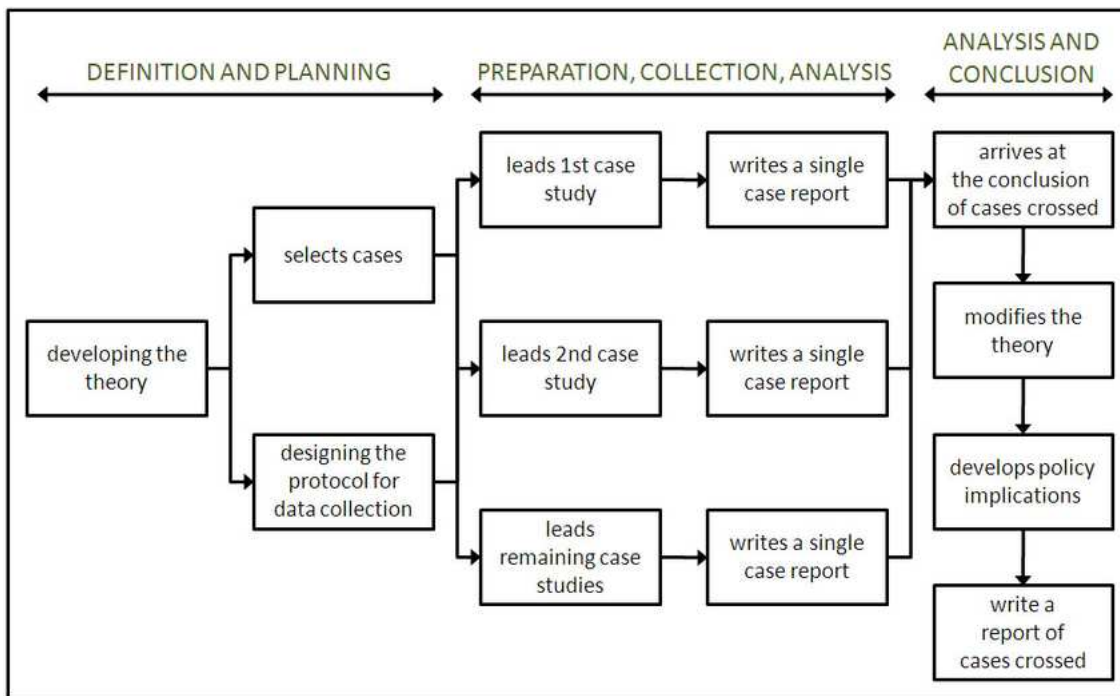 DEFINITION AND PLANNING
PREPARATION, COLLECTION, ANALYSIS
ANALYSIS AND
CONCLUSION
developing the
theory
selects cases
designing the
protocol for
data collection
leads 1st case
study
writes a single
case report
leads 2nd case
study
writes a single
case report
leads
remaining case
studies
writes a single
case report
arrives at
the conclusion
of cases crossed
modifies the
theory
develops policy
implications
write a
report of
cases crossed